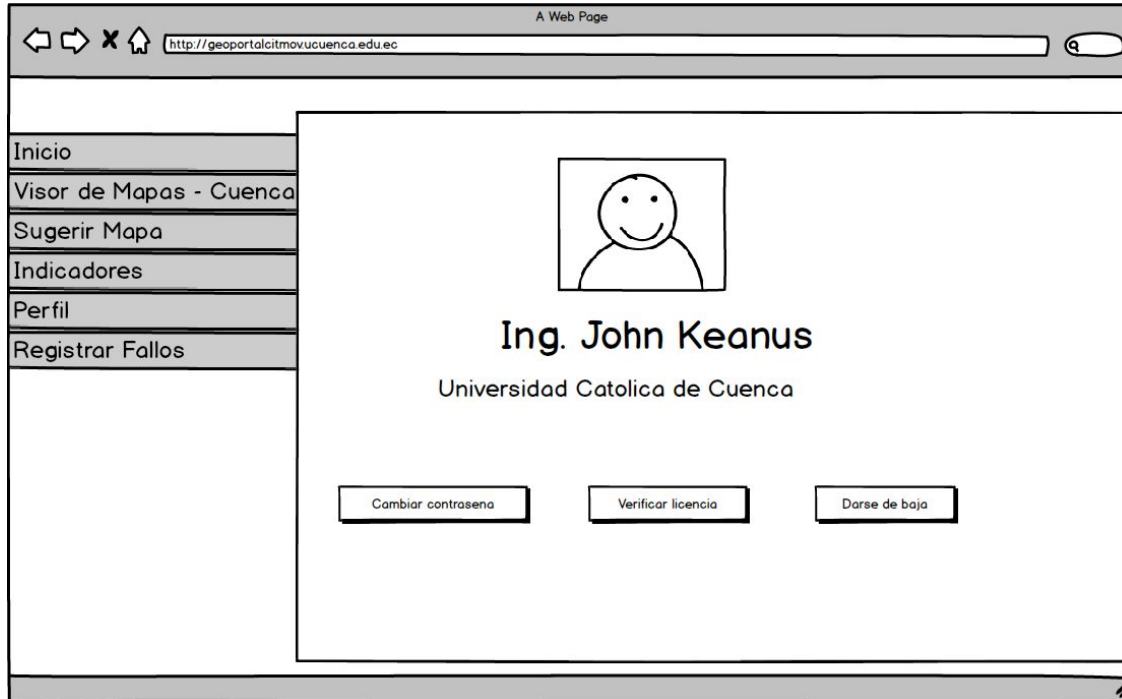 A Web Page
http://geoportalcitmov.ucuenca.edu.ec
Inicio
Visor de Mapas - Cuenca
Sugerir Mapa
Indicadores
Perfil
Registrar Fallos
Ing. John Keanus
Universidad Catolica de Cuenca
Cambiar contrasena
Verificar licencia
Darse de baja